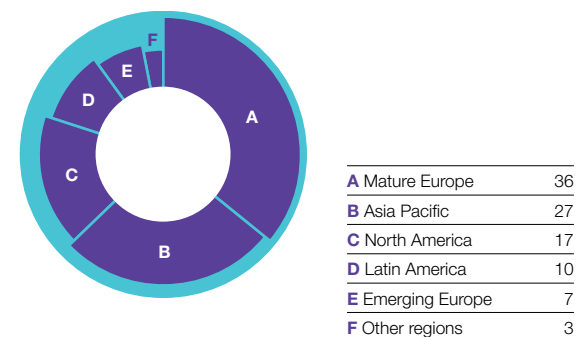 F
E
D
A
C
B
A Mature Europe 36
B Asia Pacific 27
C North America 17
D Latin America 10
E Emerging Europe 7
F Other regions 3